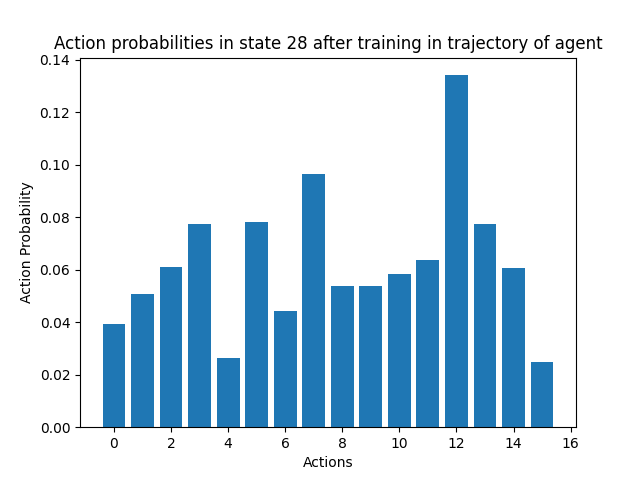 Action probabilities in state 28 after training in trajectory of agent
0.14
0.12
0.10
0.08
0.06
0.04
0.02
0.00
Action Probability
0 2 4 6 8 10 12 14 16
Actions